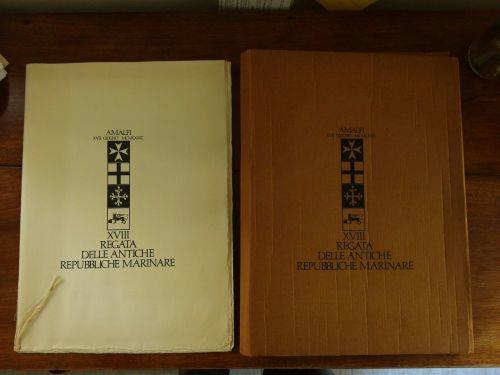 AMALFI
XVIII
REGATA
DELLE ANTICHE
REPUBBLICHE MARINARE
AMALFI
XVIII
REGATA
DELLE ANTICHE
REPUBBLICHE MARINARE